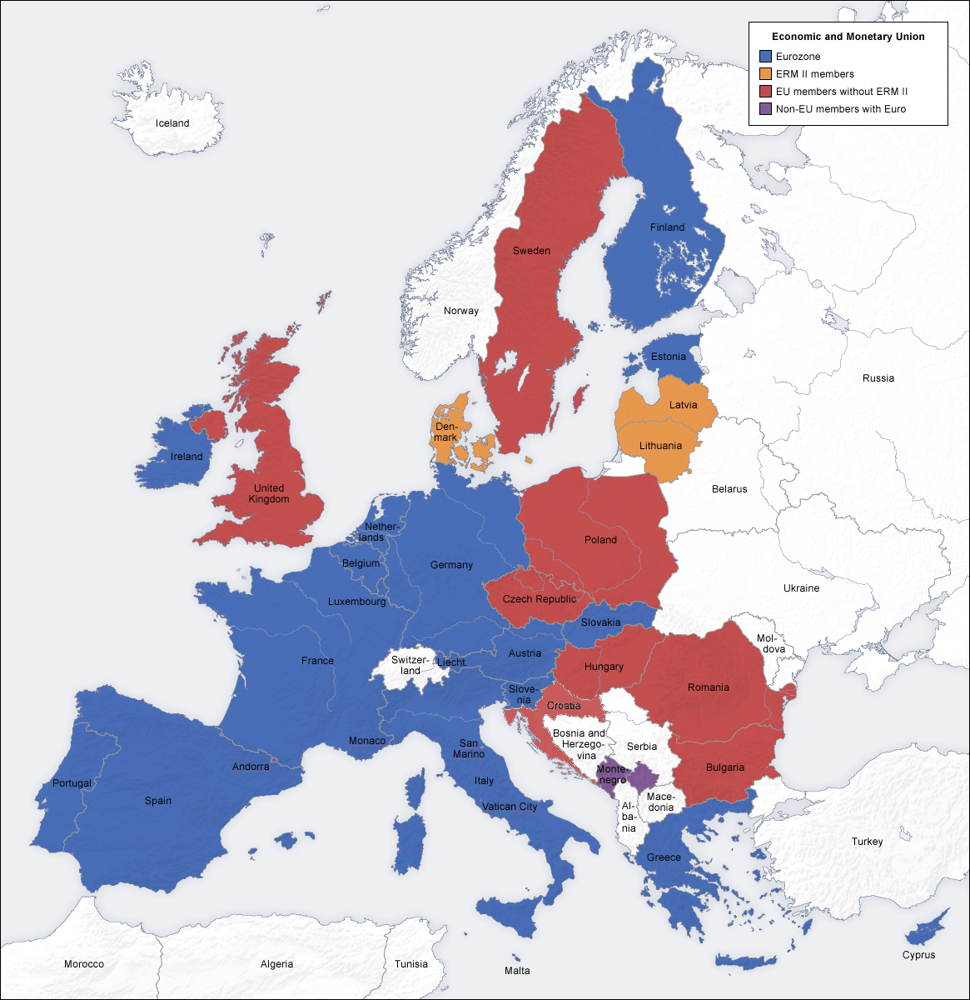 Economic and Monetary Union
Eurozone
ERM II members
EU members without ERM II
Non-EU members with Euro
Iceland
Finland
Sweden
Norway
Estonia
Russia
Latvia
Den-
mark
Lithuania
Ireland
United
Kingdom
Belarus
Nether-
lands
Poland
Belgium
Germany
Ukraine
Luxembourg
Czech Republic
Slovakia
Mol-
dova
France
Switzer-
land
Liecht.
Austria
Hungary
Romania
Slove-
nia
Croatia
Monaco
San
Marino
Bosnia and
Herzego-
vina
Serbia
Andorra
Bulgaria
Monte-
negro
Portugal
Spain
Italy
Vatican City
Al-
ba-
nia
Mace-
donia
Turkey
Greece
Cyprus
Morocco
Algeria
Tunisia
Malta